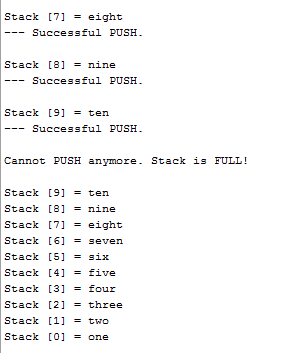 Stack [7] = eight
--- Successful PUSH.
Stack [8] = nine
--- Successful PUSH.
Stack [9] = ten
--- Successful PUSH.
Cannot PUSH anymore. Stack is FULL!
Stack [9] = ten
Stack [8] = nine
Stack [7] = eight
Stack [6] = seven
Stack [5] = six
Stack [4] = five
Stack [3] = four
Stack [2] = three
Stack [1] = two
Stack [0] = one